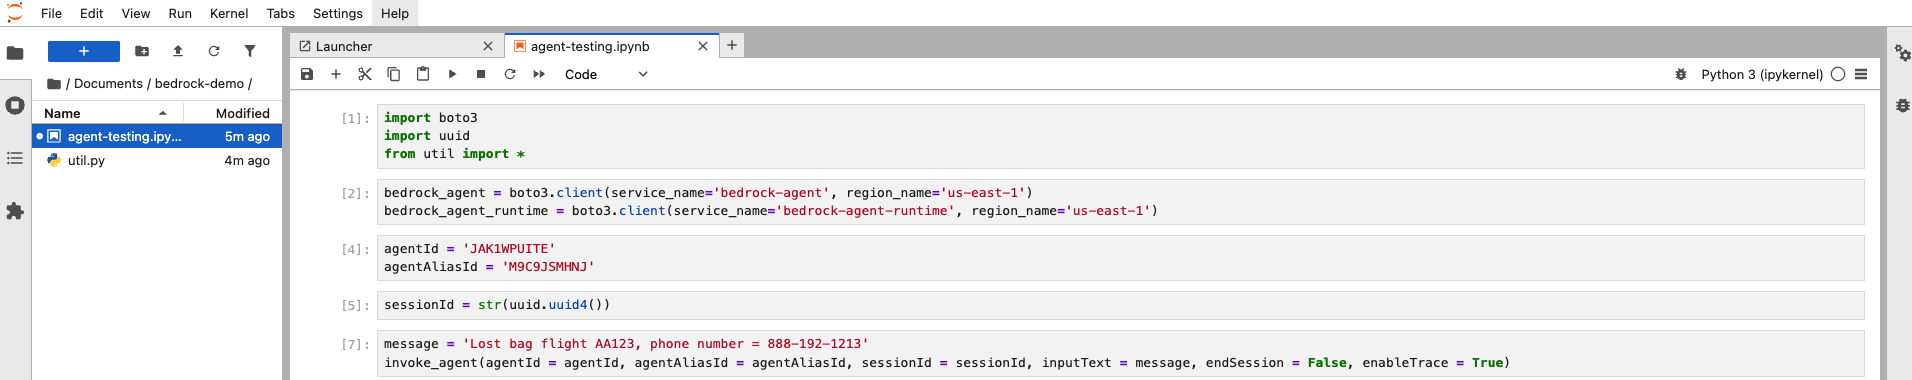 File Edit View Run Kernel Tabs Settings Help
+
/ Documents / bedrock-demo /
Name Modified
agent-testing.ipy... 5m ago
util.py 4m ago
Launcher
agent-testing.ipynb
Code
Python 3 (ipykernel)
[1]:
import boto3
import uuid
from util import *
[2]:
bedrock_agent = boto3.client(service_name='bedrock-agent', region_name='us-east-1')
bedrock_agent_runtime = boto3.client(service_name='bedrock-agent-runtime', region_name='us-east-1')
[4]:
agentId = 'JAK1WPUITE'
agentAliasId = 'M9C9JSMHNJ'
[5]:
sessionId = str(uuid.uuid4())
[7]:
message = 'Lost bag flight AA123, phone number = 888-192-1213'
invoke_agent(agentId = agentId, agentAliasId = agentAliasId, sessionId = sessionId, inputText = message, endSession = False, enableTrace = True)